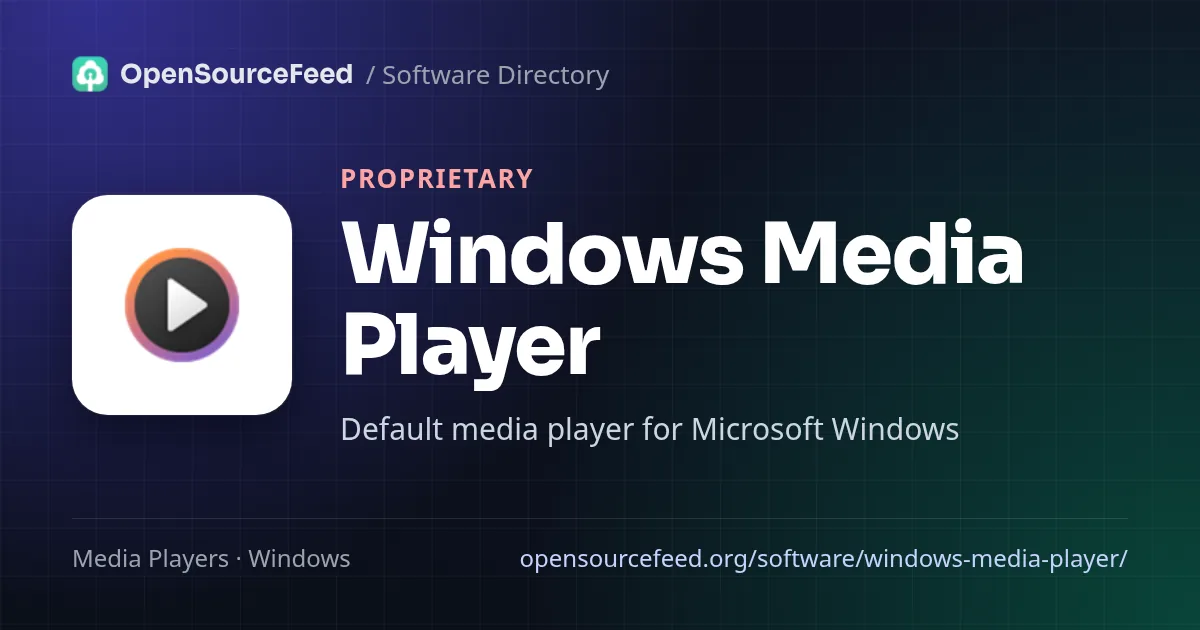 OpenSourceFeed / Software Directory
PROPRIETARY
Windows Media
Player
Default media player for Microsoft Windows
Media Players · Windows
opensourcefeed.org/software/windows-media-player/